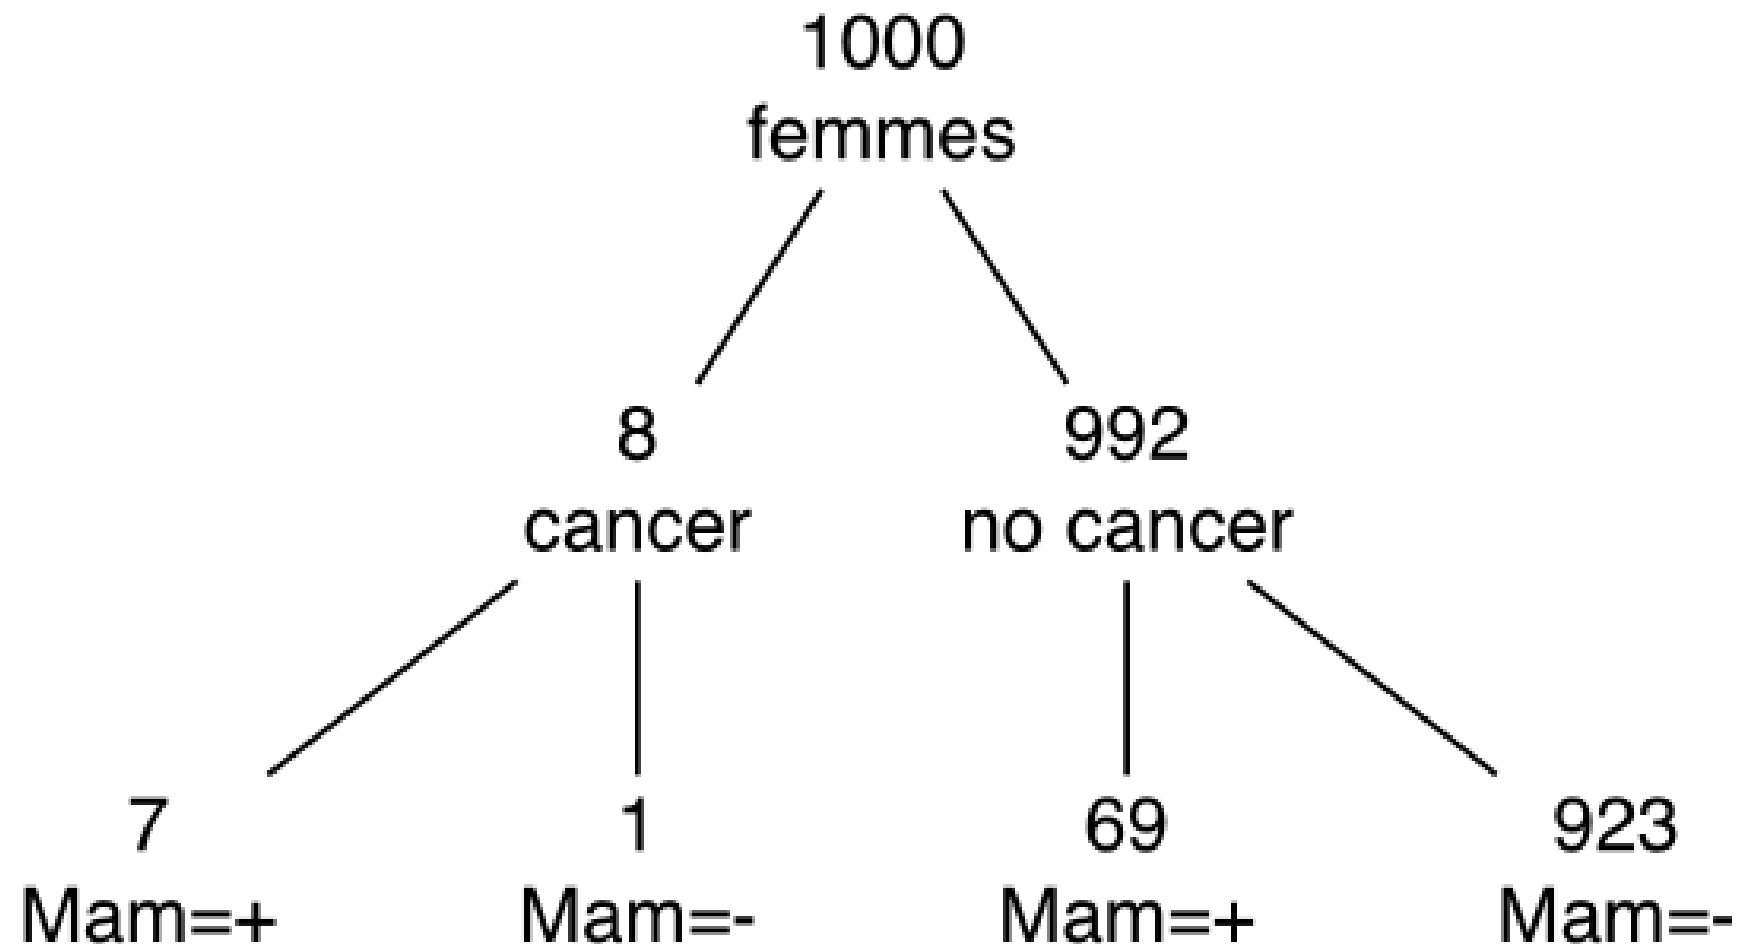 1000
femmes
8 992
cancer no cancer
7 1 69 923
Mam=+ Mam=- Mam=+ Mam=-